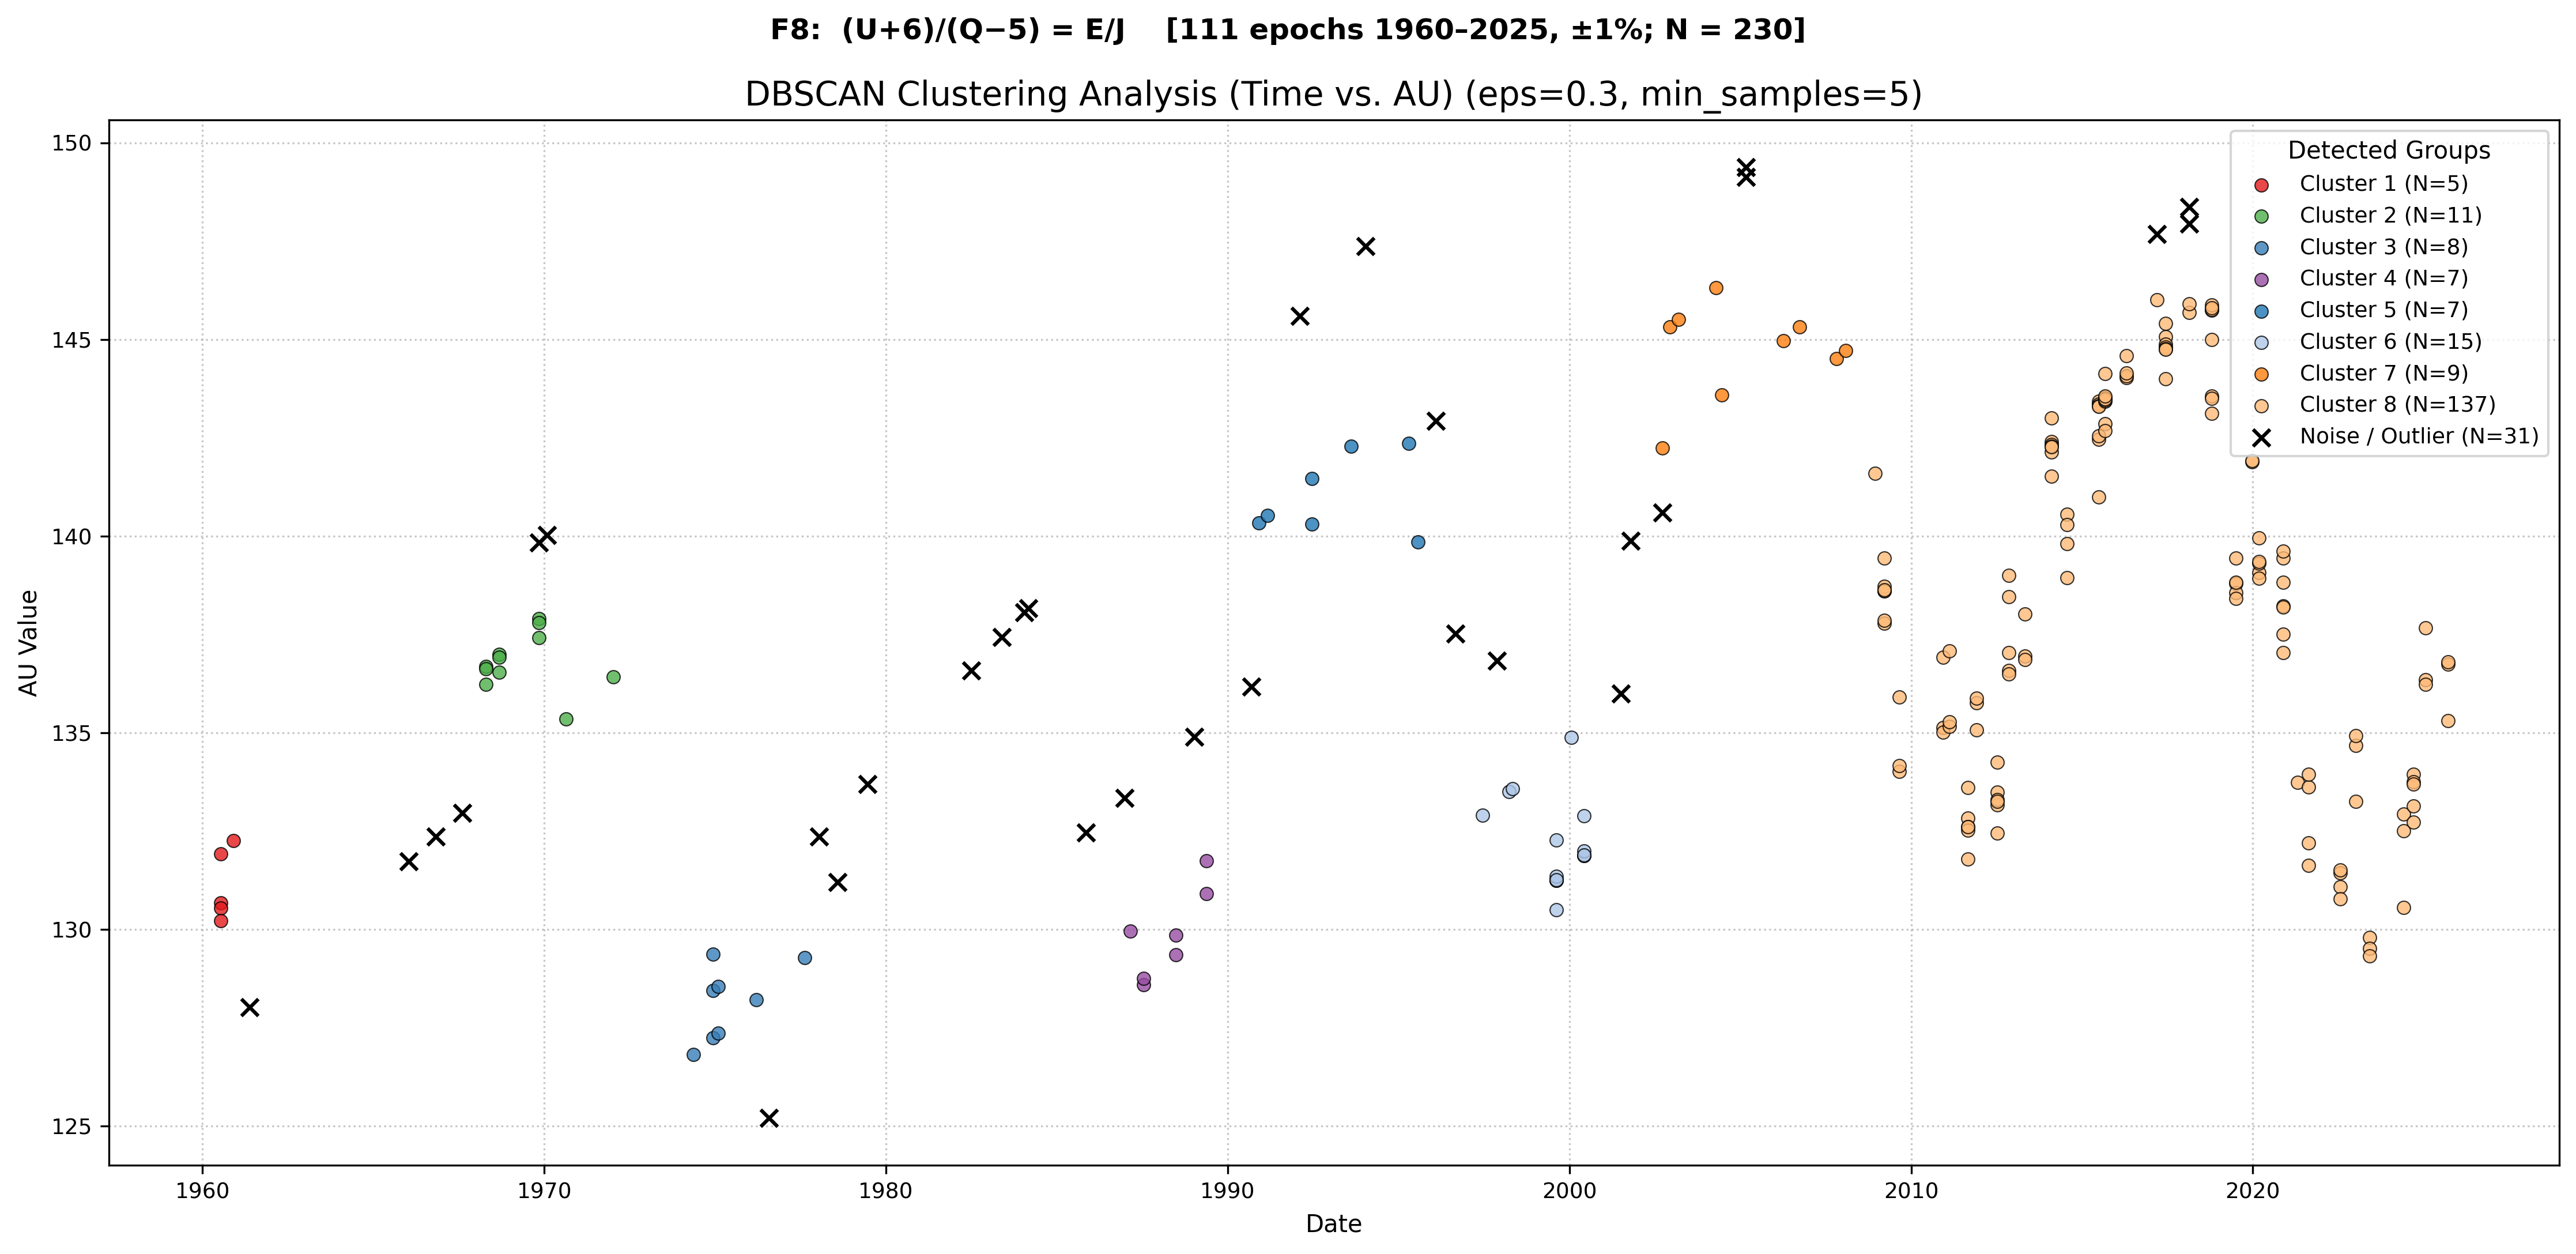 F8:  (U+6)/(Q−5) = E/J    [111 epochs 1960–2025, ±1%; N = 230]
DBSCAN Clustering Analysis (Time vs. AU) (eps=0.3, min_samples=5)
Detected Groups
Cluster 1 (N=5)
Cluster 2 (N=11)
Cluster 3 (N=8)
Cluster 4 (N=7)
Cluster 5 (N=7)
Cluster 6 (N=15)
Cluster 7 (N=9)
Cluster 8 (N=137)
Noise / Outlier (N=31)
AU Value
150
145
140
135
130
125
1960 1970 1980 1990 2000 2010 2020
Date